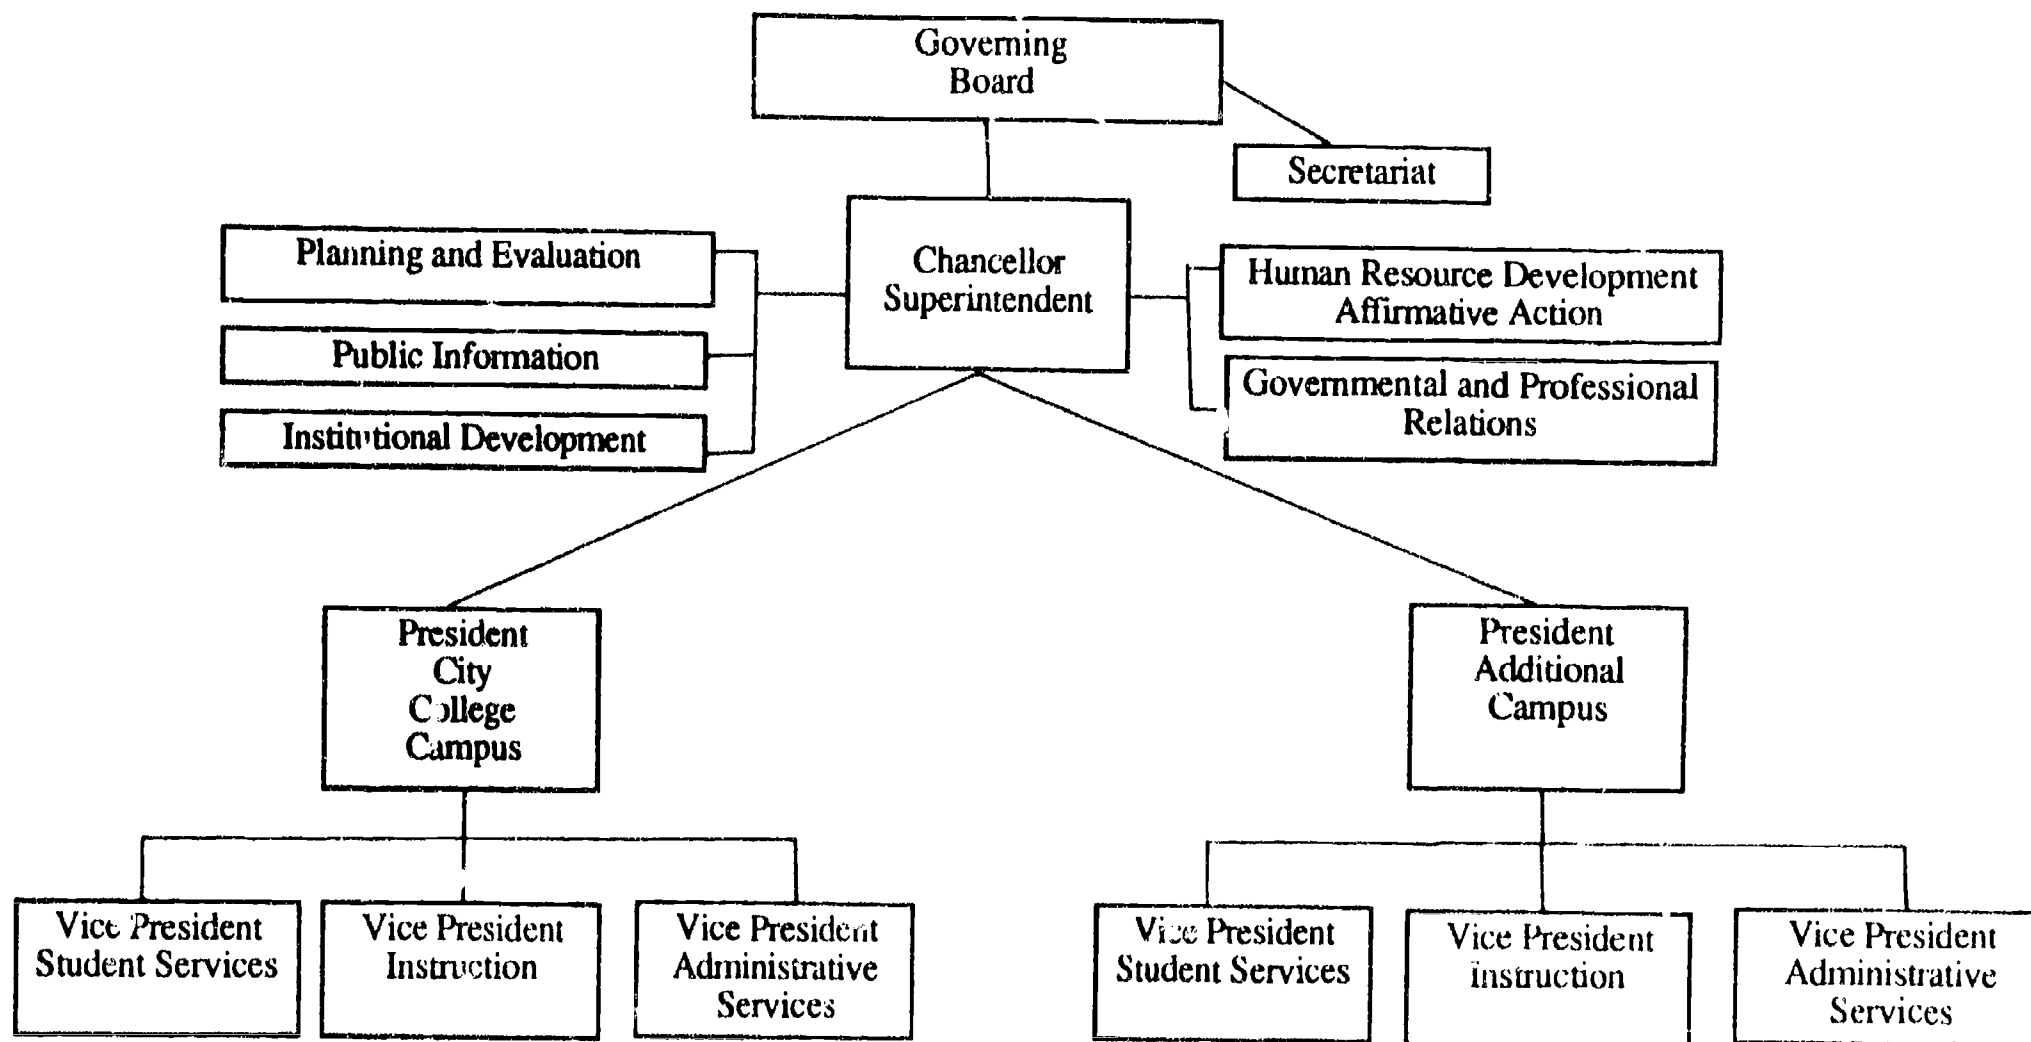 Governing
Board
Secretariat
Chancellor
Superintendent
Planning and Evaluation
Public Information
Institutional Development
Human Resource Development
Affirmative Action
Governmental and Professional
Relations
President
City
College
Campus
President
Additional
Campus
Vice President
Student Services
Vice President
Instruction
Vice President
Administrative
Services
Vice President
Student Services
Vice President
Instruction
Vice President
Administrative
Services